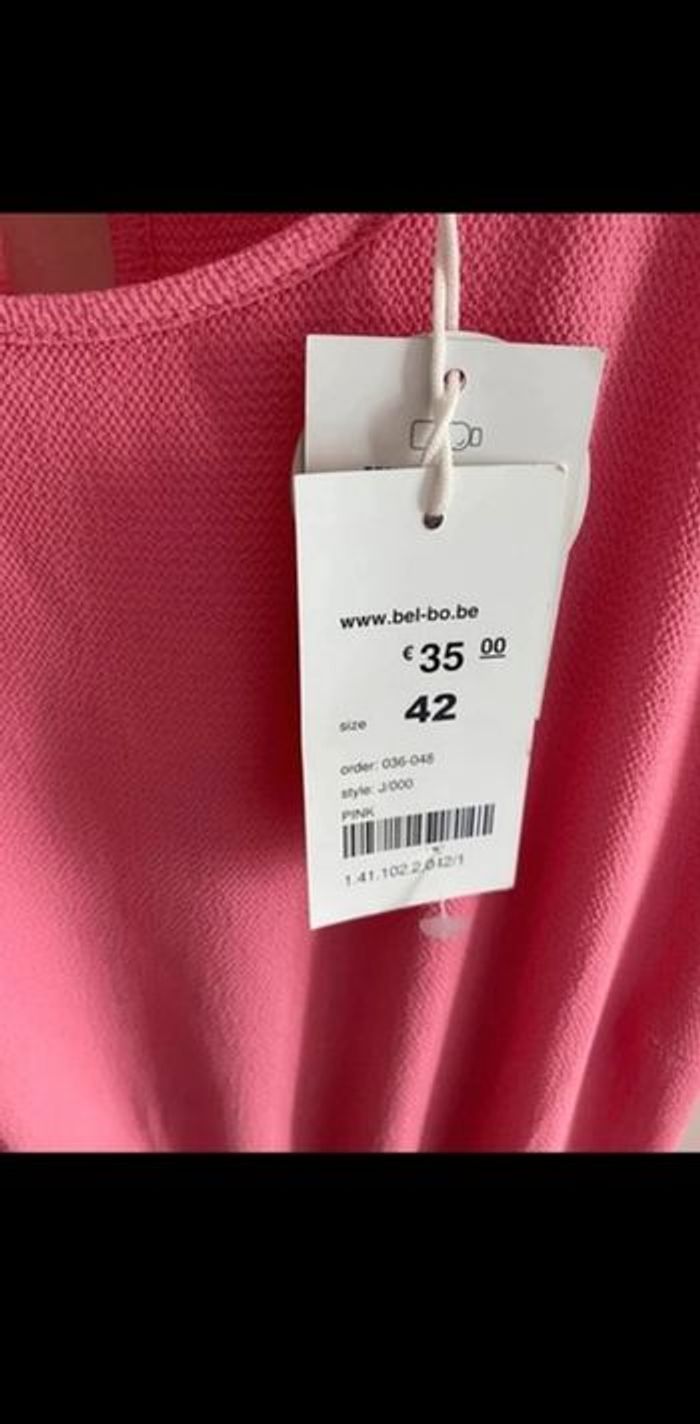 www.bel-bo.be
€ 35 00
size 42
order: 036-048
style: J/000
PINK
1.41.102.2.042/1